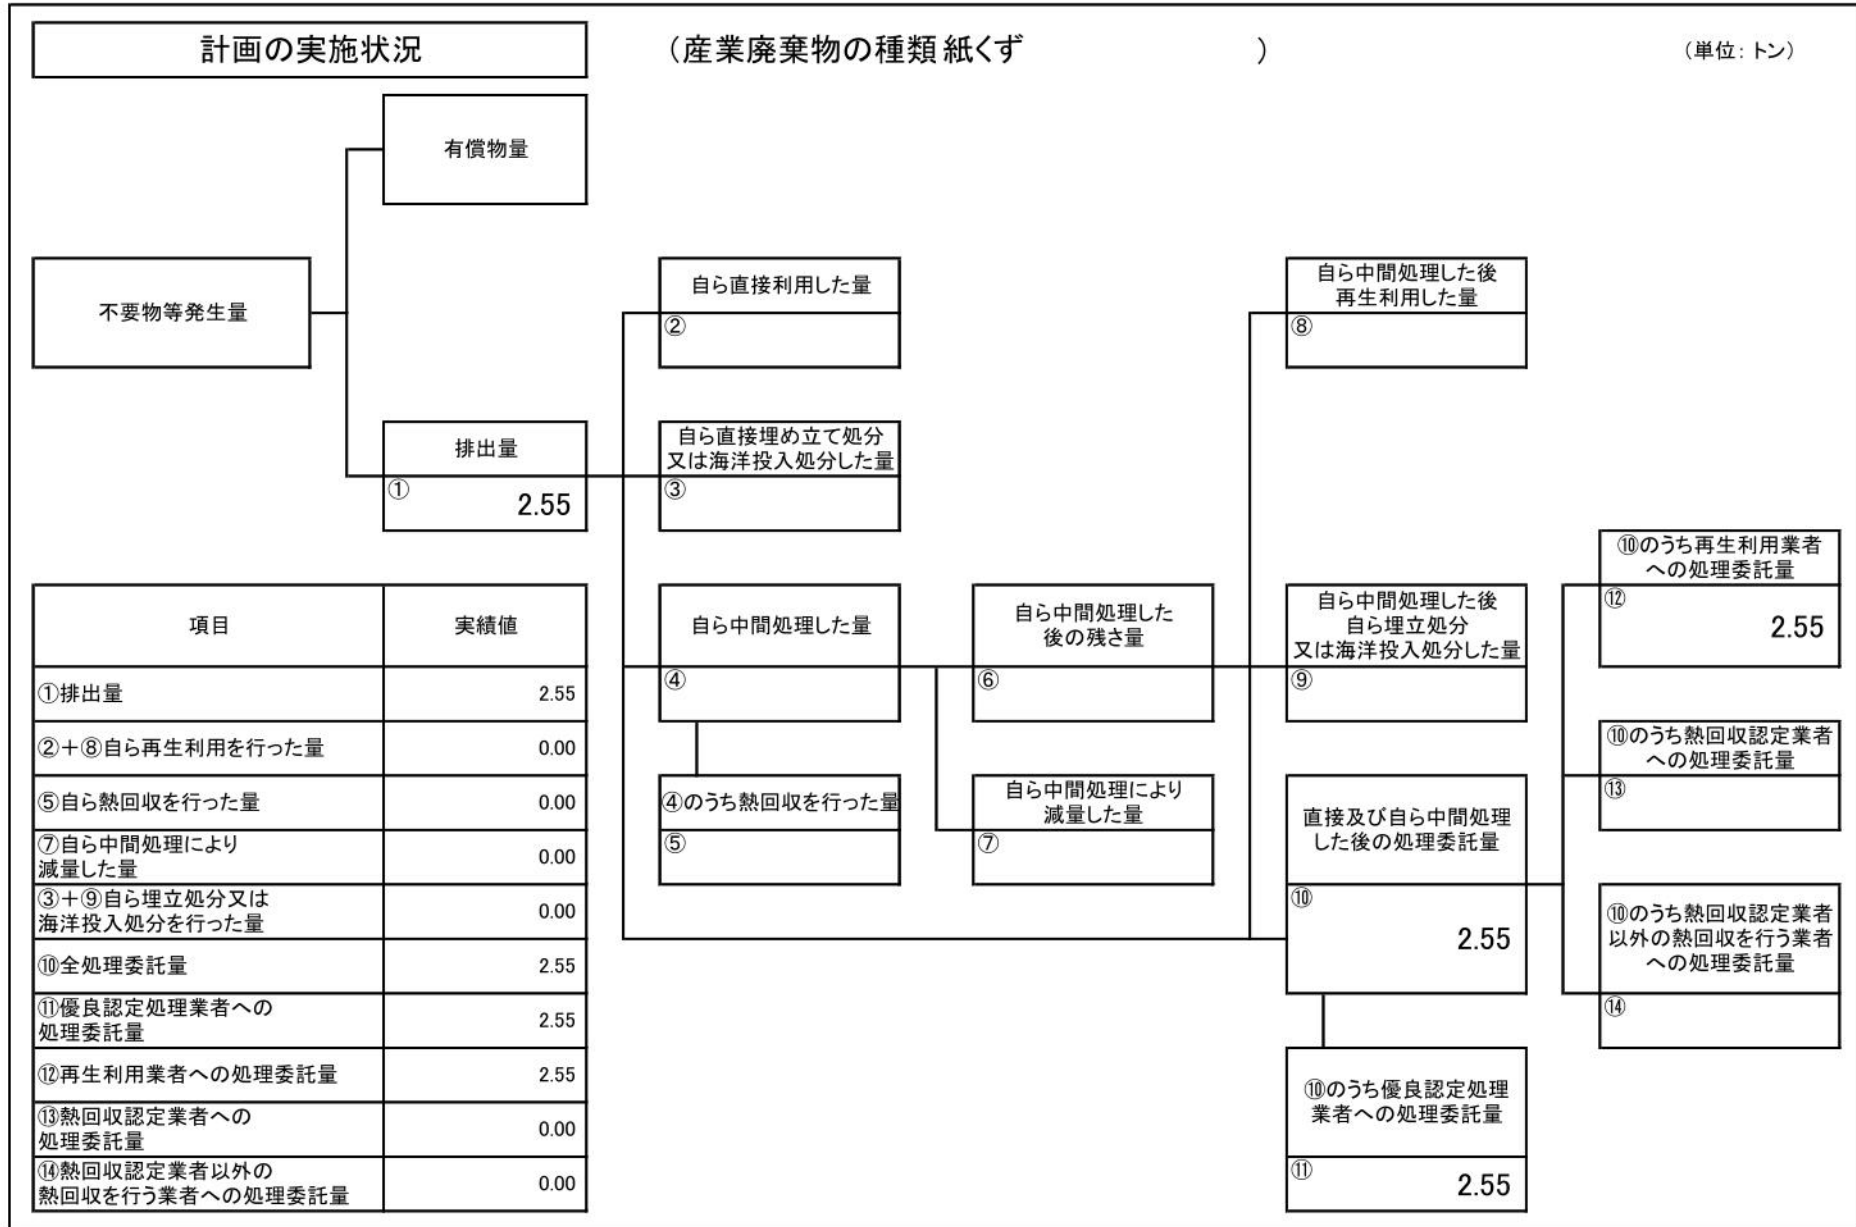 計画の実施状況
（産業廃棄物の種類 紙くず　　　　　　　　　　）
（単位：トン）
有償物量
不要物等発生量
排出量
①
2.55
自ら直接利用した量
②
自ら直接埋め立て処分
又は海洋投入処分した量
③
自ら中間処理した後
再生利用した量
⑧
自ら中間処理した量
④
④のうち熱回収を行った量
⑤
自ら中間処理した
後の残さ量
⑥
自ら中間処理により
減量した量
⑦
自ら中間処理した後
自ら埋立処分
又は海洋投入処分した量
⑨
直接及び自ら中間処理
した後の処理委託量
⑩
2.55
⑩のうち優良認定処理
業者への処理委託量
⑪
2.55
⑩のうち再生利用業者
への処理委託量
⑫
2.55
⑩のうち熱回収認定業者
への処理委託量
⑬
⑩のうち熱回収認定業者
以外の熱回収を行う業者
への処理委託量
⑭
項目 実績値
①排出量 2.55
②＋⑧自ら再生利用を行った量 0.00
⑤自ら熱回収を行った量 0.00
⑦自ら中間処理により
減量した量 0.00
③＋⑨自ら埋立処分又は
海洋投入処分を行った量 0.00
⑩全処理委託量 2.55
⑪優良認定処理業者への
処理委託量 2.55
⑫再生利用業者への処理委託量 2.55
⑬熱回収認定業者への
処理委託量 0.00
⑭熱回収認定業者以外の
熱回収を行う業者への処理委託量 0.00